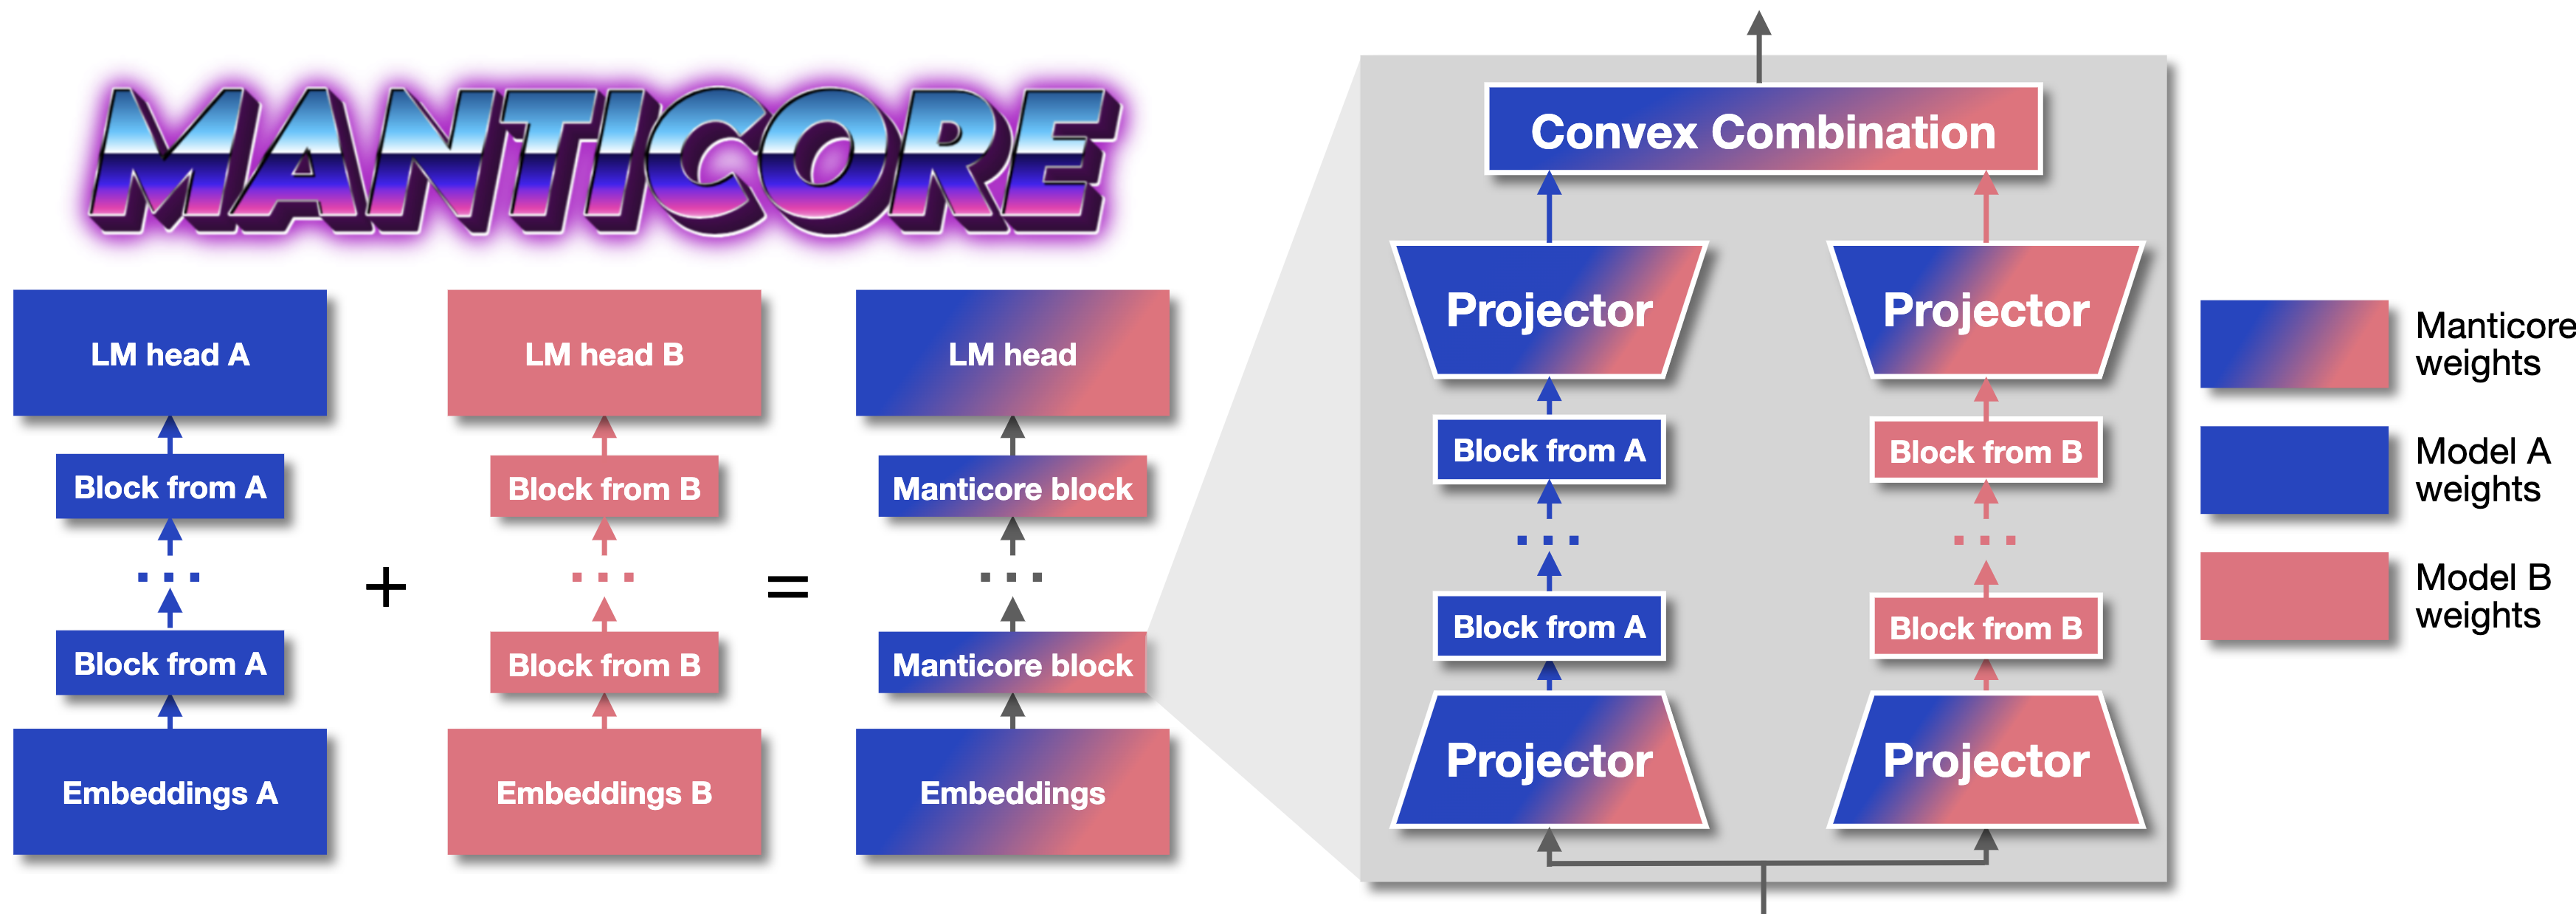 MANTICORE
LM head A
Block from A
Block from A
Embeddings A
+
LM head B
Block from B
Block from B
Embeddings B
=
LM head
Manticore block
Manticore block
Embeddings
Convex Combination
Projector
Block from A
Block from A
Projector
Projector
Block from B
Block from B
Projector
Manticore
weights
Model A
weights
Model B
weights